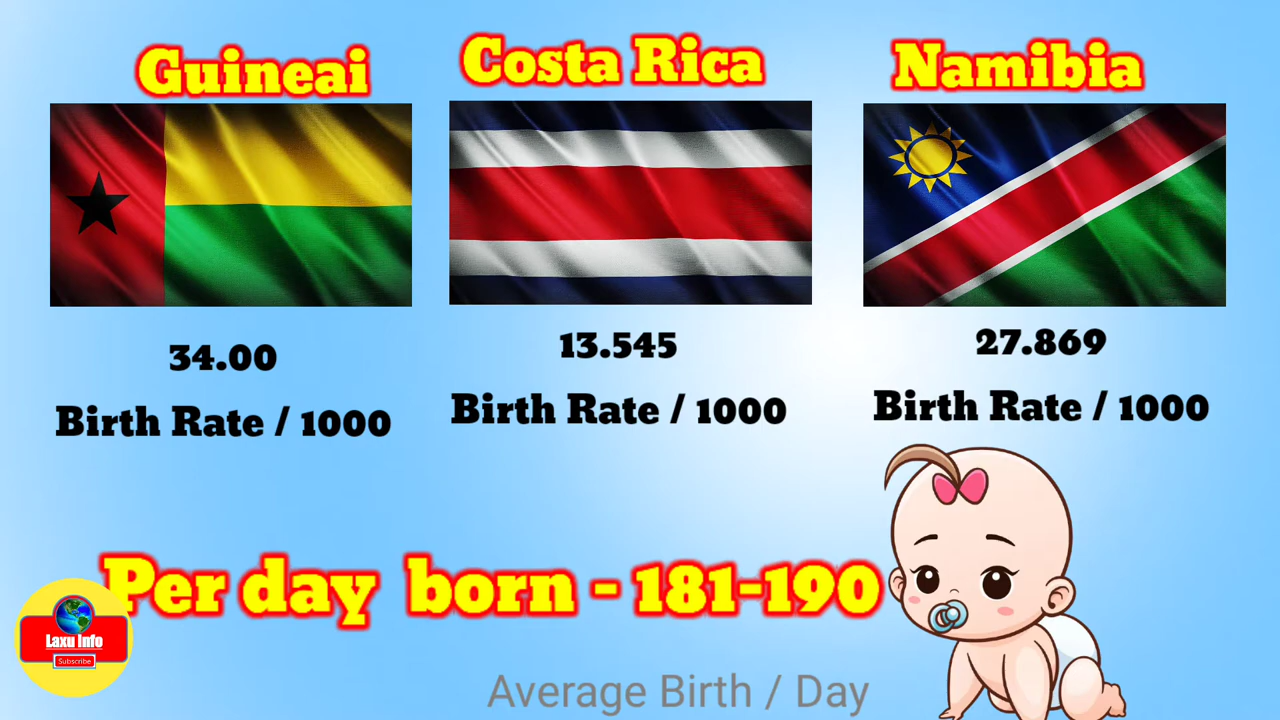 Guineai
Costa Rica
Namibia
34.00
13.545
27.869
Birth Rate / 1000
Birth Rate / 1000
Birth Rate / 1000
Per day born - 181-190
Laxu Info
Subscribe
Average Birth / Day